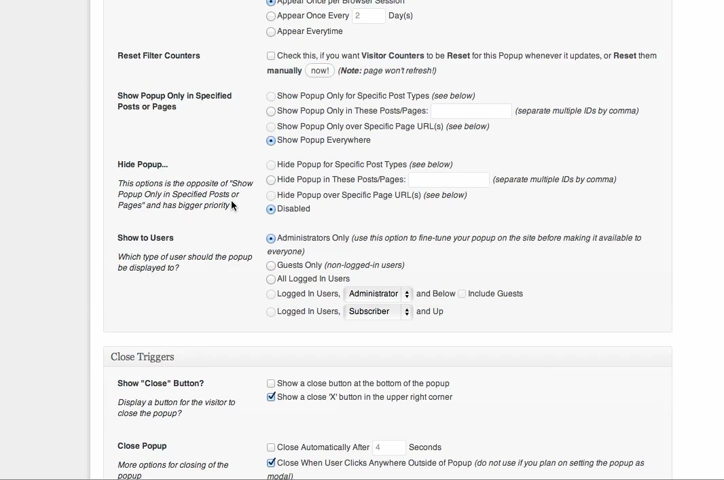 Appear Once per Browser Session
Appear Once Every 2 Day(s)
Appear Everytime
Reset Filter Counters
Check this, if you want Visitor Counters to be Reset for this Popup whenever it updates, or Reset them
manually now! (Note: page won't refresh!)
Show Popup Only in Specified
Posts or Pages
Show Popup Only for Specific Post Types (see below)
Show Popup Only in These Posts/Pages: (separate multiple IDs by comma)
Show Popup Only over Specific Page URL(s) (see below)
Show Popup Everywhere
Hide Popup...
This options is the opposite of "Show
Popup Only in Specified Posts or
Pages" and has bigger priority
Hide Popup for Specific Post Types (see below)
Hide Popup in These Posts/Pages: (separate multiple IDs by comma)
Hide Popup over Specific Page URL(s) (see below)
Disabled
Show to Users
Which type of user should the popup
be displayed to?
Administrators Only (use this option to fine-tune your popup on the site before making it available to
everyone)
Guests Only (non-logged-in users)
All Logged In Users
Logged In Users, Administrator and Below Include Guests
Logged In Users, Subscriber and Up
Close Triggers
Show "Close" Button?
Display a button for the visitor to
close the popup?
Show a close button at the bottom of the popup
Show a close 'X' button in the upper right corner
Close Popup
More options for closing of the
popup
Close Automatically After 4 Seconds
Close When User Clicks Anywhere Outside of Popup (do not use if you plan on setting the popup as
modal)